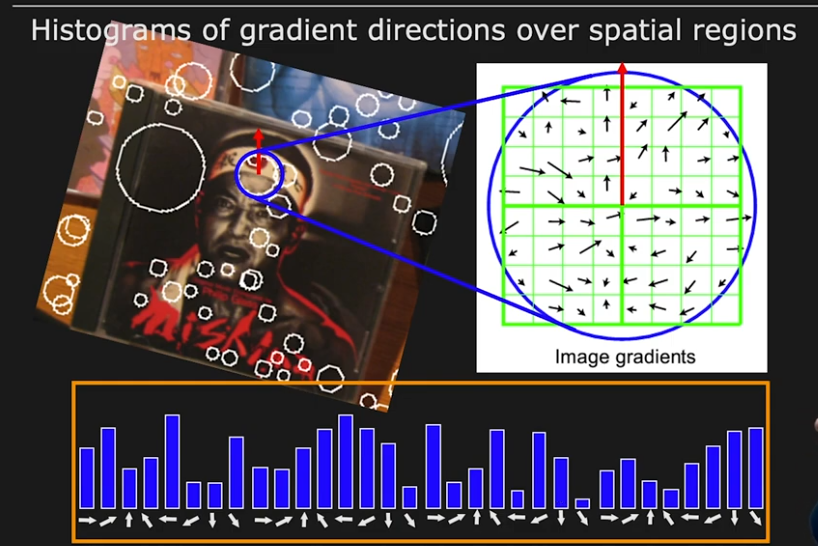 Histograms of gradient directions over spatial regions
Image gradients